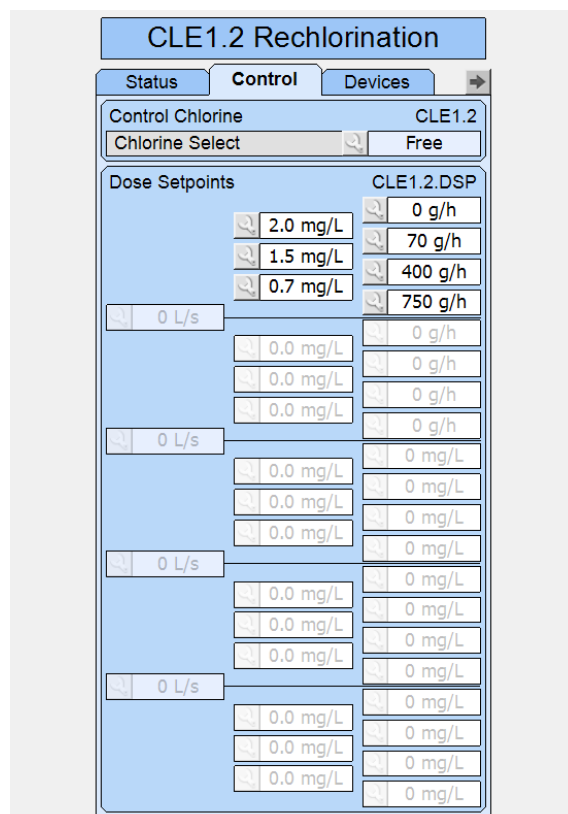 CLE1.2 Rechlorination
Status Control Devices
Control Chlorine CLE1.2
Chlorine Select Free
Dose Setpoints CLE1.2.DSP
0 g/h
2.0 mg/L
70 g/h
1.5 mg/L
400 g/h
0.7 mg/L
750 g/h
0 L/s
0 g/h
0.0 mg/L
0 g/h
0.0 mg/L
0 g/h
0.0 mg/L
0 g/h
0 L/s
0 mg/L
0.0 mg/L
0 mg/L
0.0 mg/L
0 mg/L
0.0 mg/L
0 mg/L
0 L/s
0 mg/L
0.0 mg/L
0 mg/L
0.0 mg/L
0 mg/L
0.0 mg/L
0 mg/L
0 L/s
0 mg/L
0.0 mg/L
0 mg/L
0.0 mg/L
0 mg/L
0.0 mg/L
0 mg/L